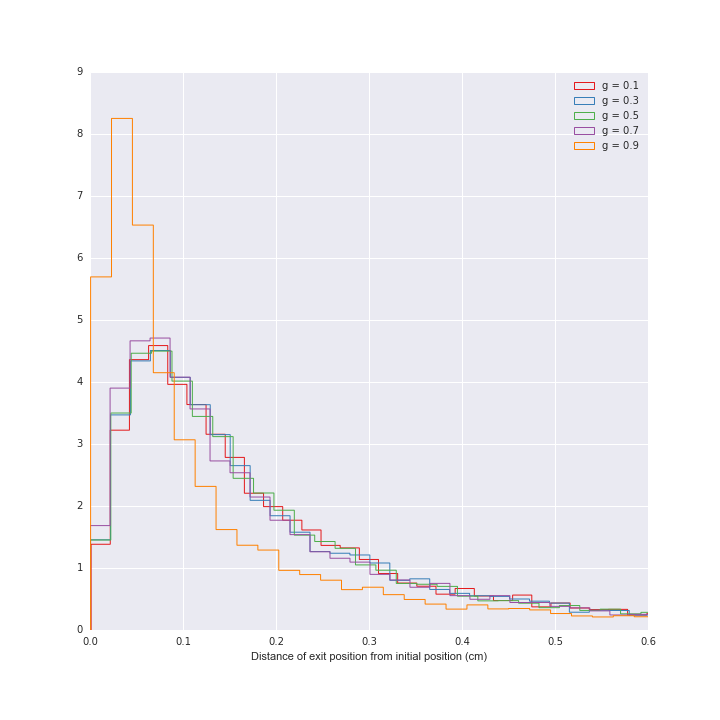 9
8
7
6
5
4
3
2
1
0
g = 0.1
g = 0.3
g = 0.5
g = 0.7
g = 0.9
0.0 0.1 0.2 0.3 0.4 0.5 0.6
Distance of exit position from initial position (cm)